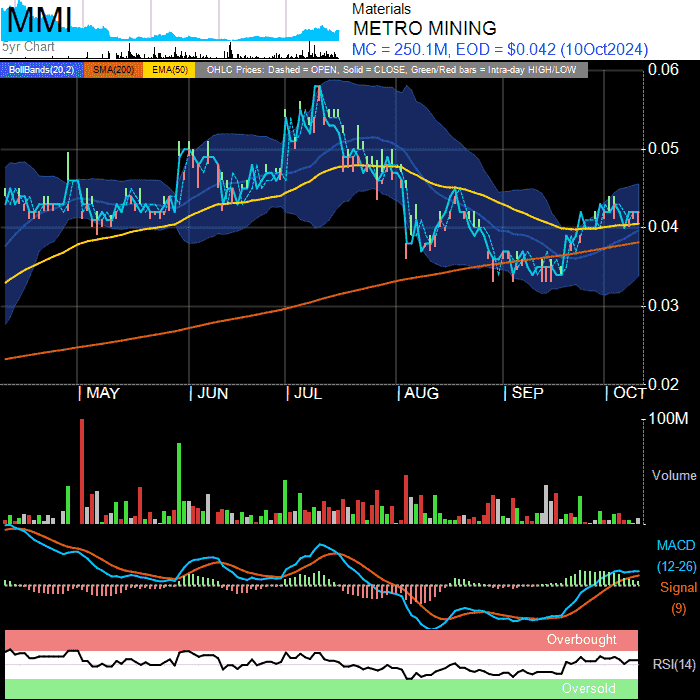 MMI
5yr Chart
Materials
METRO MINING
MC = 250.1M, EOD = $0.042 (10Oct2024)
BollBands(20,2) SMA(200) EMA(50) OHLC Prices: Dashed = OPEN, Solid = CLOSE, Green/Red bars = Intra-day HIGH/LOW
0.06
0.05
0.04
0.03
0.02
| MAY | JUN | JUL | AUG | SEP | OCT
100M
Volume
MACD
(12-26)
Signal
(9)
Overbought
RSI(14)
Oversold